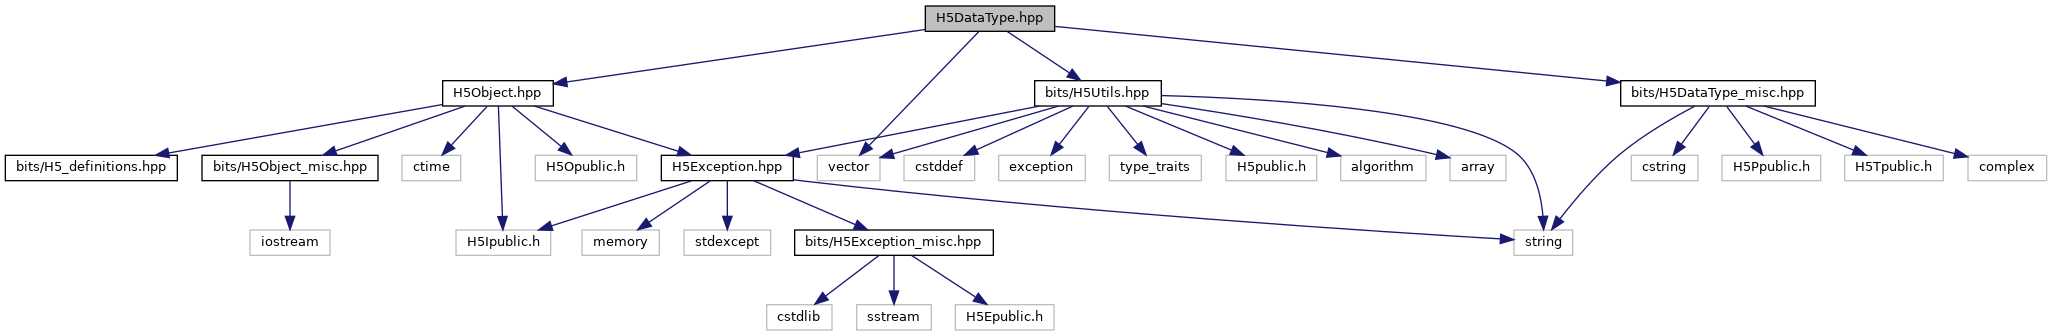 H5DataType.hpp
H5Object.hpp
bits/H5Utils.hpp
bits/H5DataType_misc.hpp
bits/H5_definitions.hpp
bits/H5Object_misc.hpp
ctime
H5Opublic.h
H5Exception.hpp
vector
cstddef
exception
type_traits
H5public.h
algorithm
array
cstring
H5Ppublic.h
H5Tpublic.h
complex
iostream
H5Ipublic.h
memory
stdexcept
bits/H5Exception_misc.hpp
string
cstdlib
sstream
H5Epublic.h